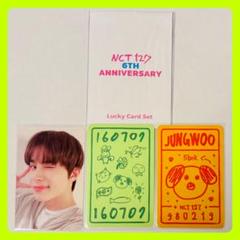 NCT 127
6TH
ANNIVERSARY
Lucky Card Set
160707
160707
JUNGWOO
NCT 127
980219